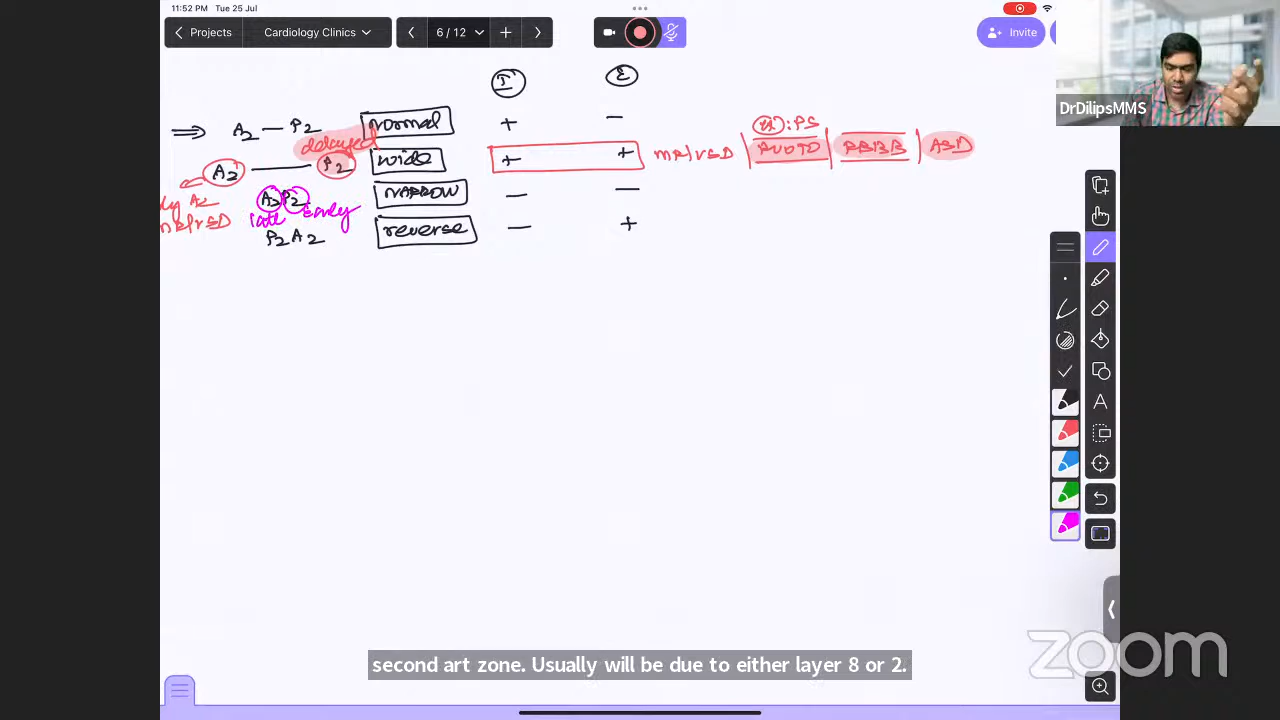 11:52 PM Tue 25 Jul
Projects Cardiology Clinics 6 / 12 Invite
I E
DrDilipsMMS
⇒ A2 — P2 normal + -
delayed
ex: PS
A2 — P2 wide + + MR/VSD | RVOTO | RBBB | ASD
A2
MR/VSD
A2P2 NARROW - -
late early
P2 A2 reverse - +
A
second art zone. Usually will be due to either layer 8 or 2.
zoom